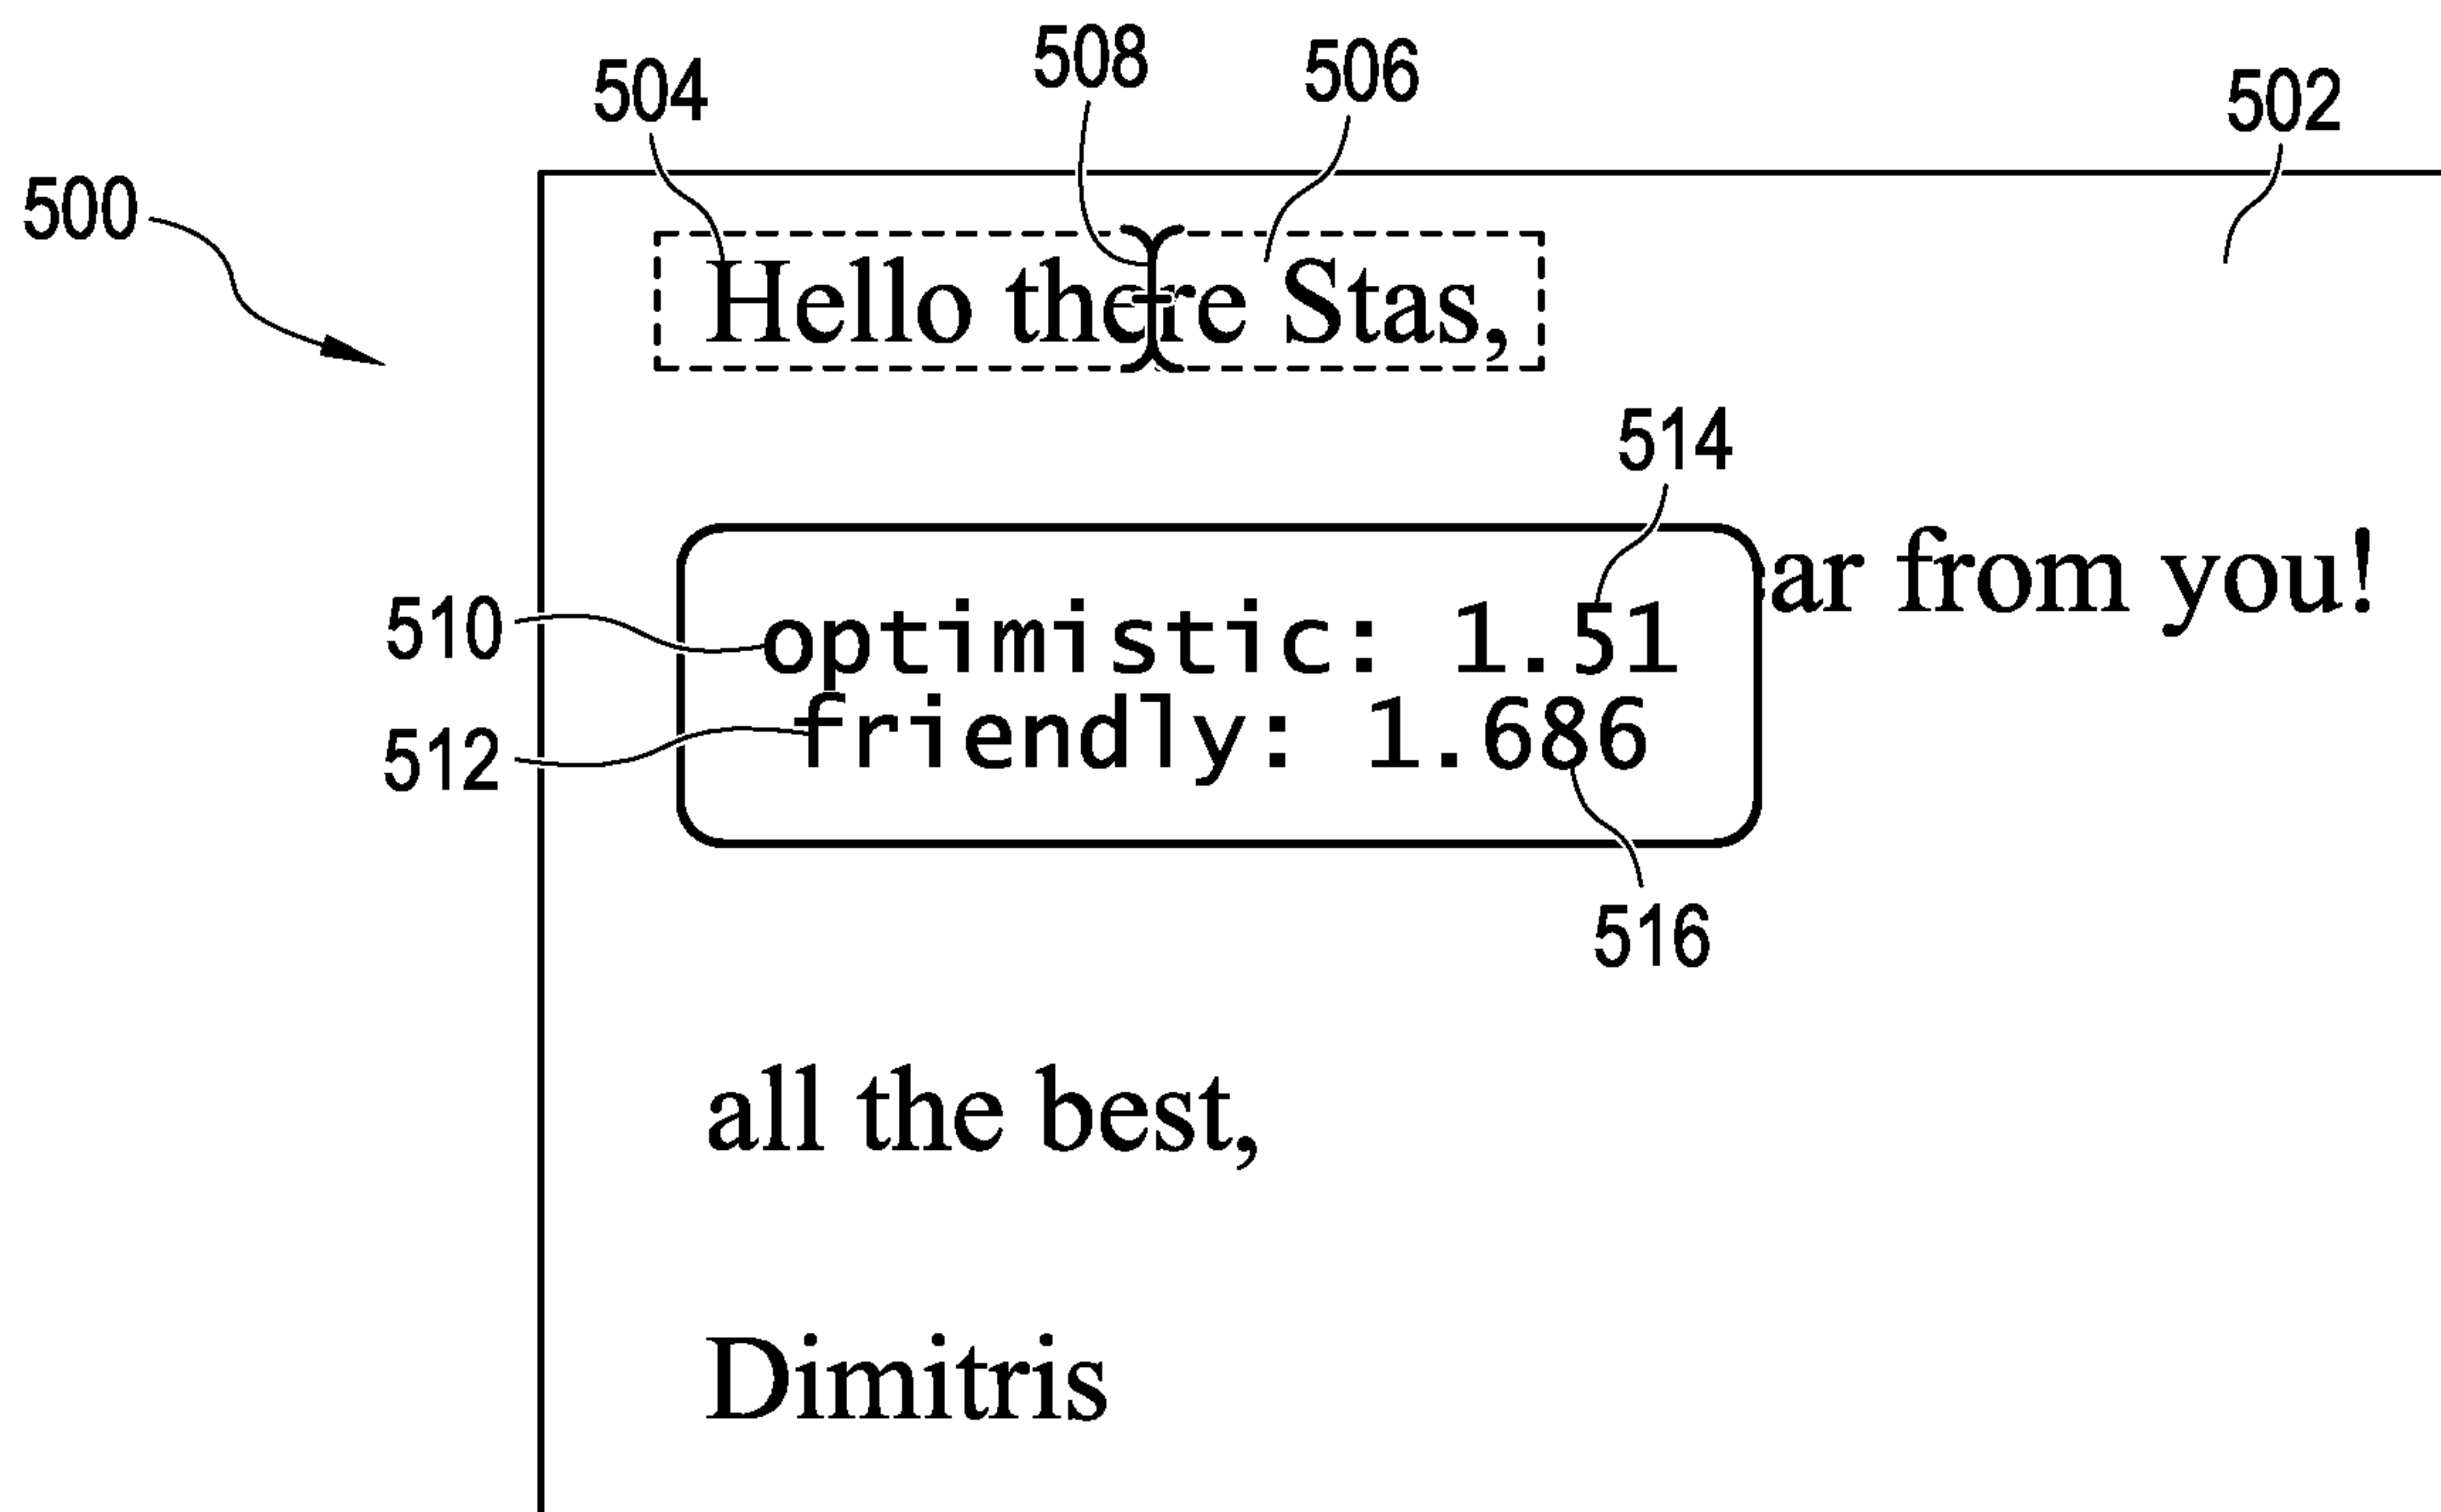 508
506
504
502
500
Hello there Stas,
514
ar from you!
510
optimistic: 1.51
512
friendly: 1.686
516
all the best,
Dimitris